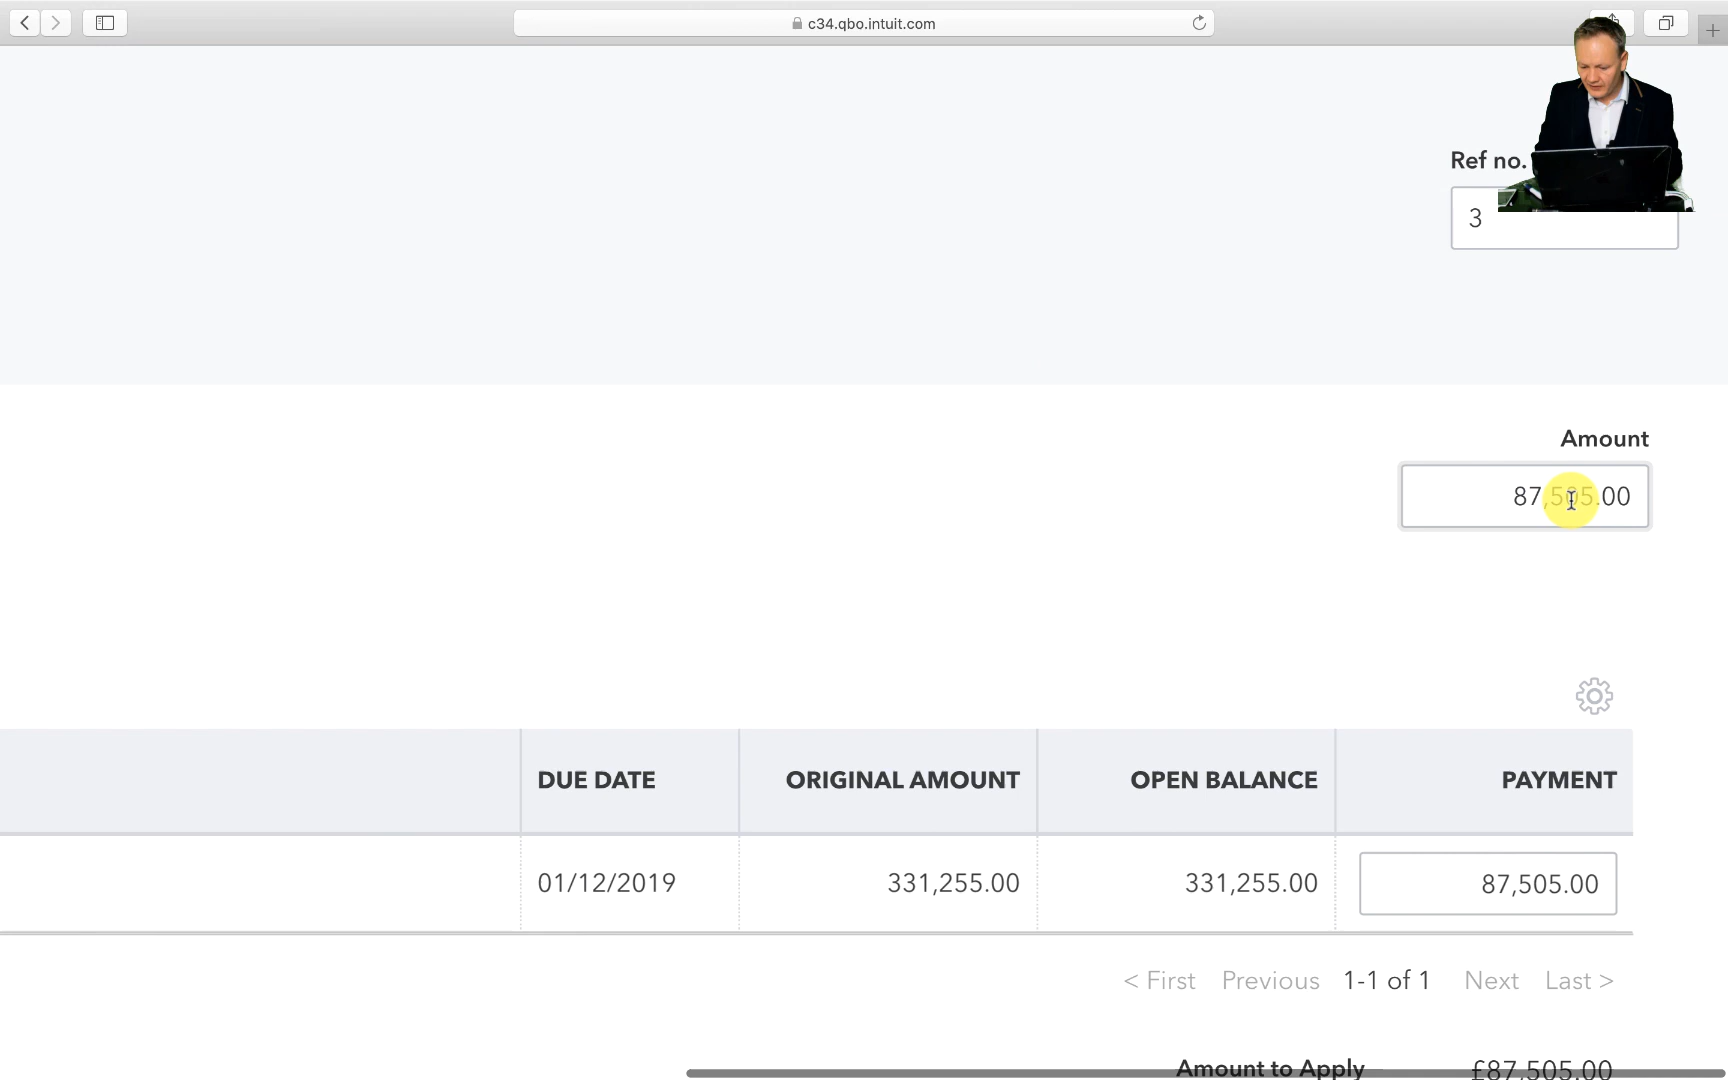 c34.qbo.intuit.com
Ref no.
3
Amount
87,505.00
DUE DATE ORIGINAL AMOUNT OPEN BALANCE PAYMENT
01/12/2019 331,255.00 331,255.00 87,505.00
< First Previous 1-1 of 1 Next Last >
Amount to Apply £87,505.00